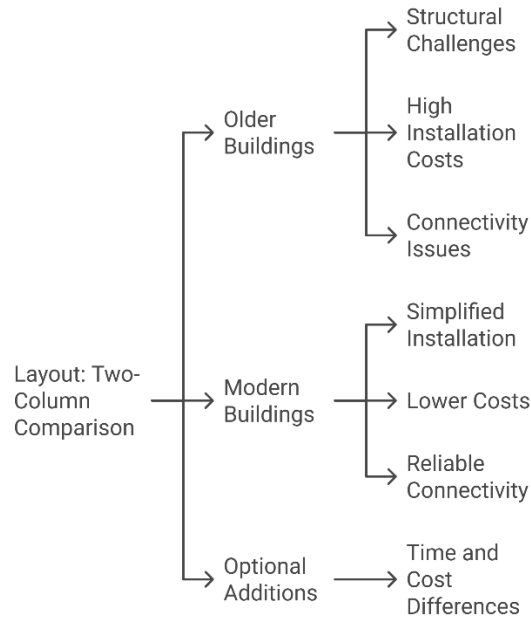 Layout: Two-
Column
Comparison
Older
Buildings
Structural
Challenges
High
Installation
Costs
Connectivity
Issues
Modern
Buildings
Simplified
Installation
Lower Costs
Reliable
Connectivity
Optional
Additions
Time and
Cost
Differences